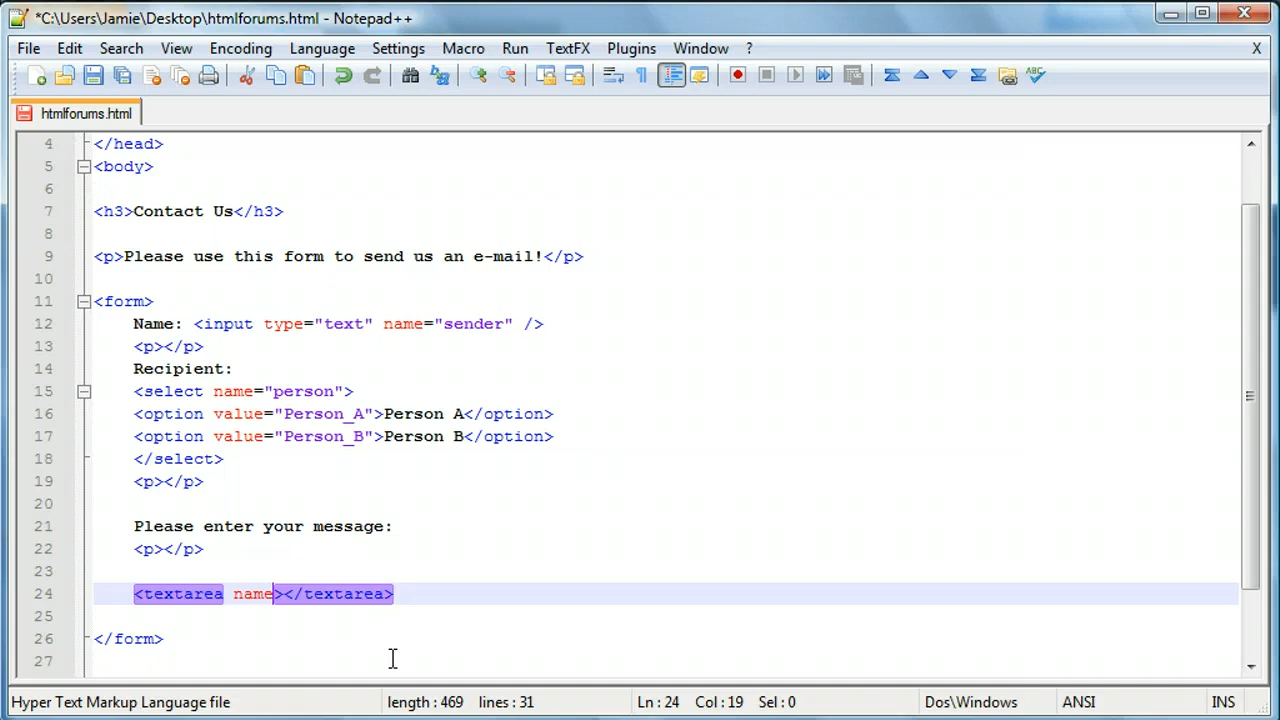 *C:\Users\Jamie\Desktop\htmlforums.html - Notepad++
File Edit Search View Encoding Language Settings Macro Run TextFX Plugins Window ? X
ABC
htmlforums.html
4 </head>
5 <body>
6
7 <h3>Contact Us</h3>
8
9 <p>Please use this form to send us an e-mail!</p>
10
11 <form>
12 Name: <input type="text" name="sender" />
13 <p></p>
14 Recipient:
15 <select name="person">
16 <option value="Person_A">Person A</option>
17 <option value="Person_B">Person B</option>
18 </select>
19 <p></p>
20
21 Please enter your message:
22 <p></p>
23
24 <textarea name></textarea>
25
26 </form>
27
Hyper Text Markup Language file length : 469 lines : 31 Ln : 24 Col : 19 Sel : 0 Dos\Windows ANSI INS